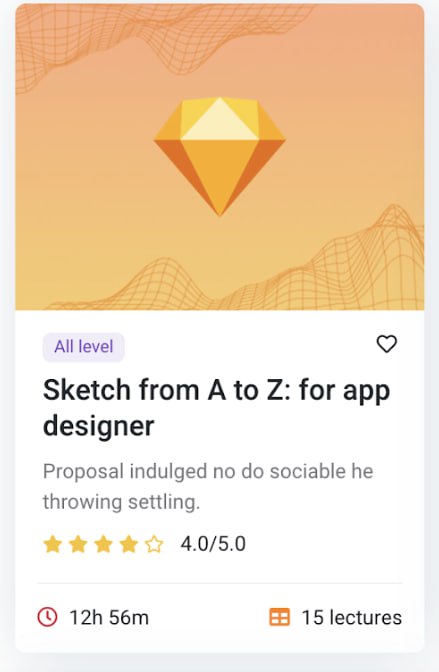 All level
Sketch from A to Z: for app
designer
Proposal indulged no do sociable he
throwing settling.
4.0/5.0
12h 56m
15 lectures